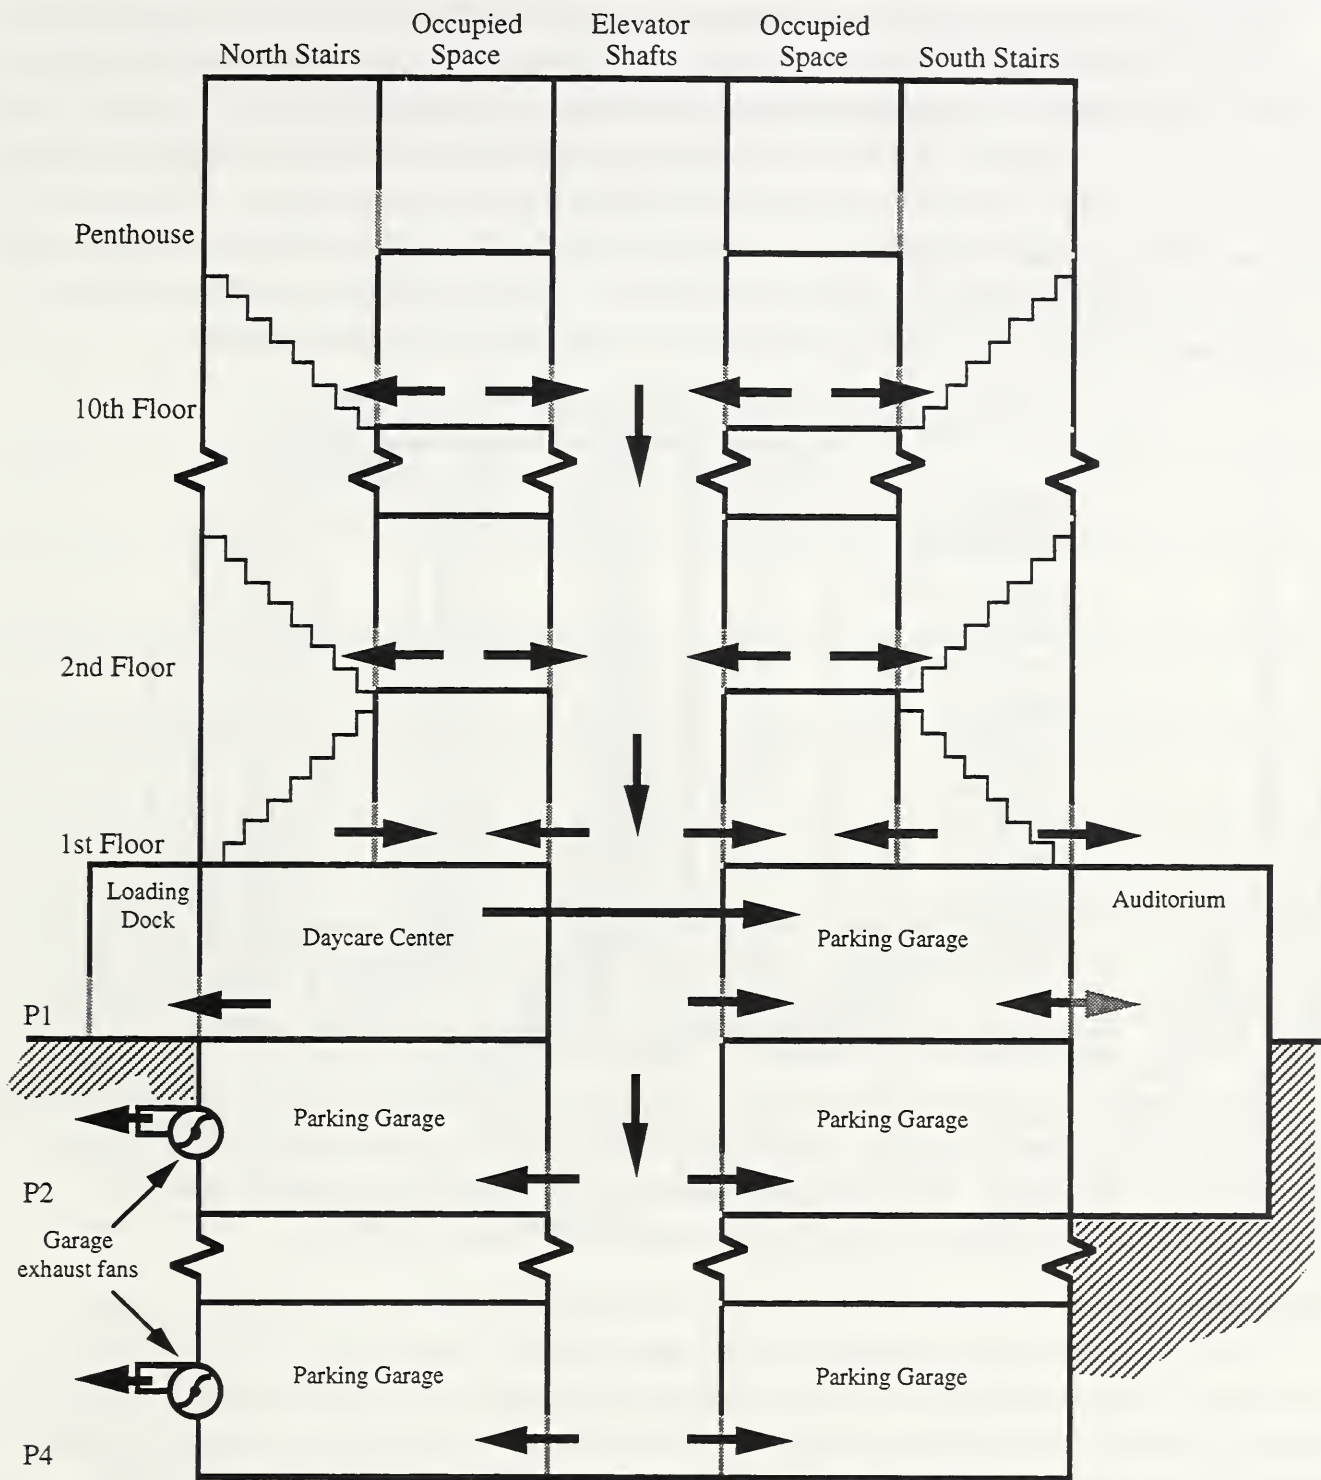 North Stairs
Occupied
Space
Elevator
Shafts
Occupied
Space
South Stairs
Penthouse
10th Floor
2nd Floor
1st Floor
Loading
Dock
Daycare Center
Parking Garage
Auditorium
P1
Parking Garage
Parking Garage
P2
Garage
exhaust fans
Parking Garage
Parking Garage
P4